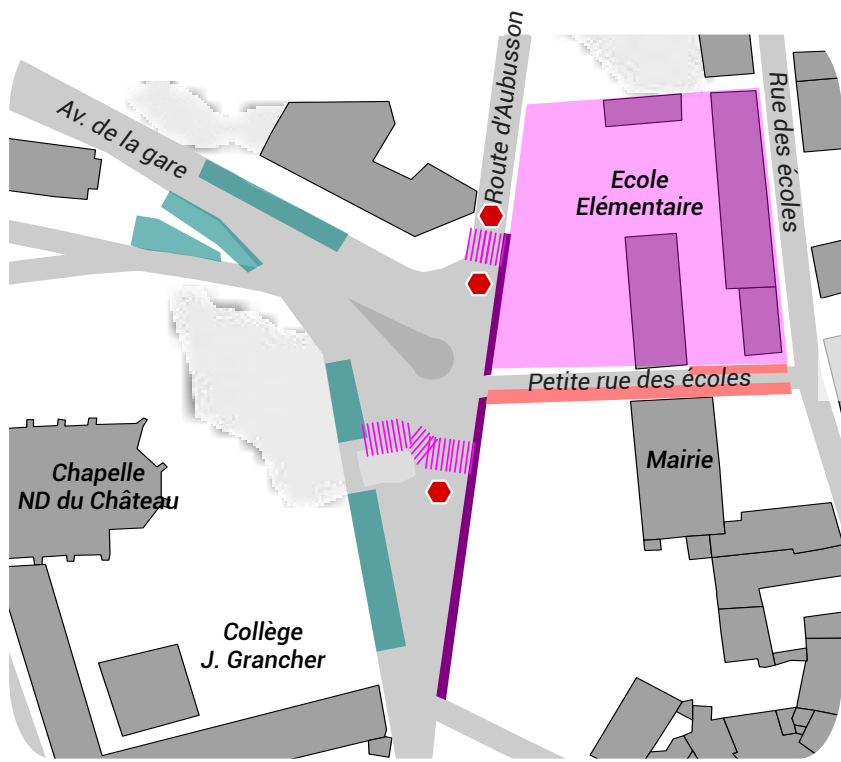 Av. de la gare
Route d'Aubusson
Rue des écoles
Ecole
Elémentaire
Petite rue des écoles
Mairie
Chapelle
ND du Château
Collège
J. Grancher